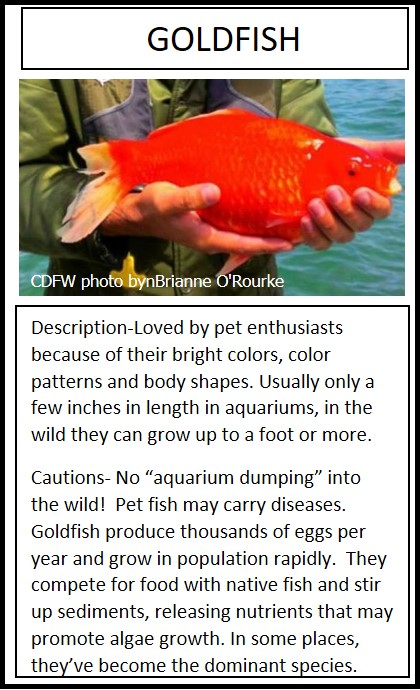 GOLDFISH
CDFW photo bynBrianne O'Rourke
Description-Loved by pet enthusiasts
because of their bright colors, color
patterns and body shapes. Usually only a
few inches in length in aquariums, in the
wild they can grow up to a foot or more.
Cautions- No “aquarium dumping” into
the wild!  Pet fish may carry diseases.
Goldfish produce thousands of eggs per
year and grow in population rapidly.  They
compete for food with native fish and stir
up sediments, releasing nutrients that may
promote algae growth. In some places,
they’ve become the dominant species.